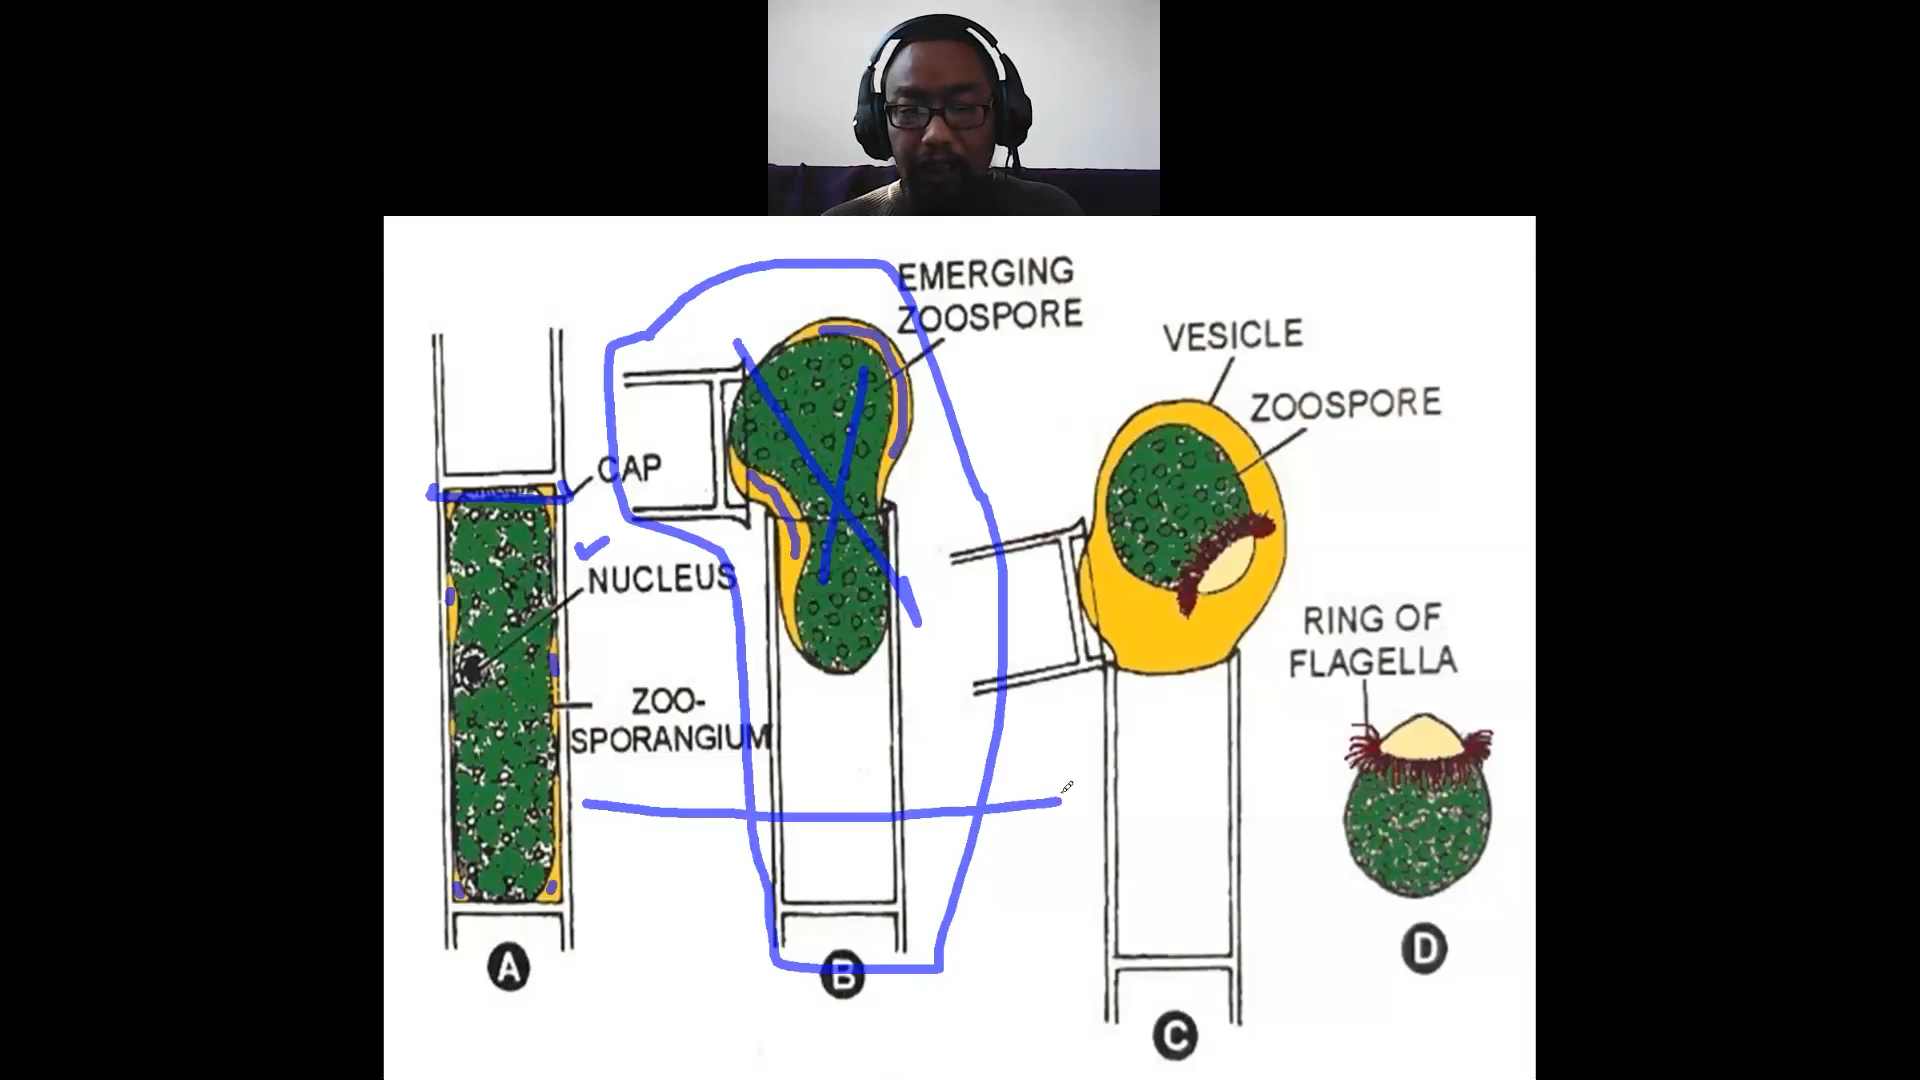 EMERGING
ZOOSPORE
VESICLE
ZOOSPORE
CAP
NUCLEUS
RING OF
FLAGELLA
ZOO-
SPORANGIUM
A
B
C
D